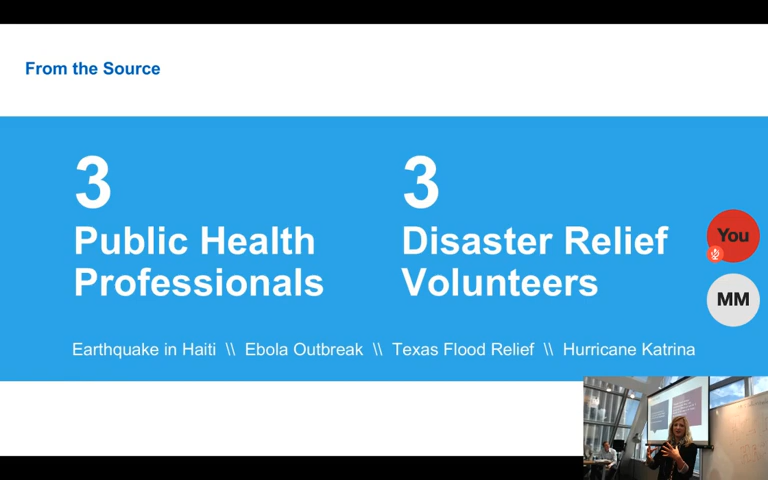 From the Source
3
Public Health
Professionals
3
Disaster Relief
Volunteers
Earthquake in Haiti \\ Ebola Outbreak \\ Texas Flood Relief \\ Hurricane Katrina
You
MM